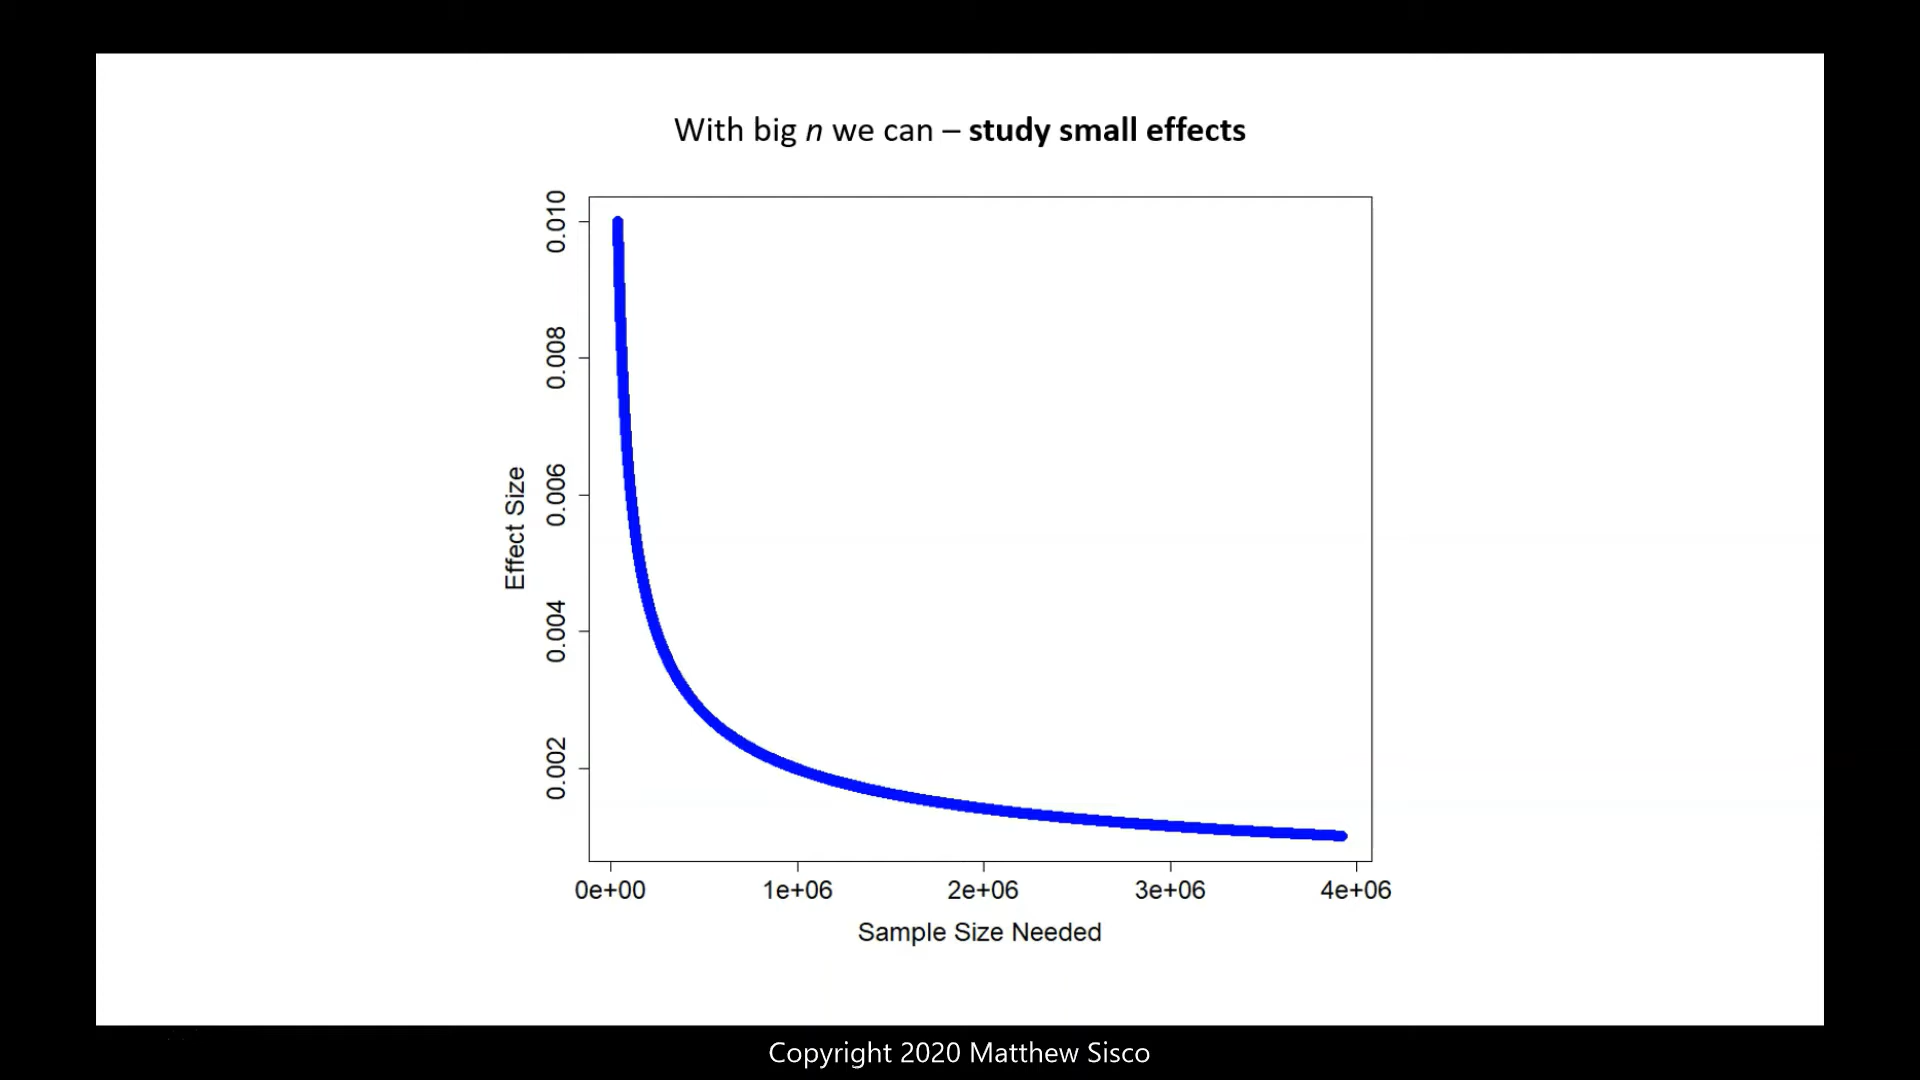 With big n we can – study small effects
0.010
0.008
0.006
0.004
0.002
Effect Size
0e+00 1e+06 2e+06 3e+06 4e+06
Sample Size Needed
Copyright 2020 Matthew Sisco